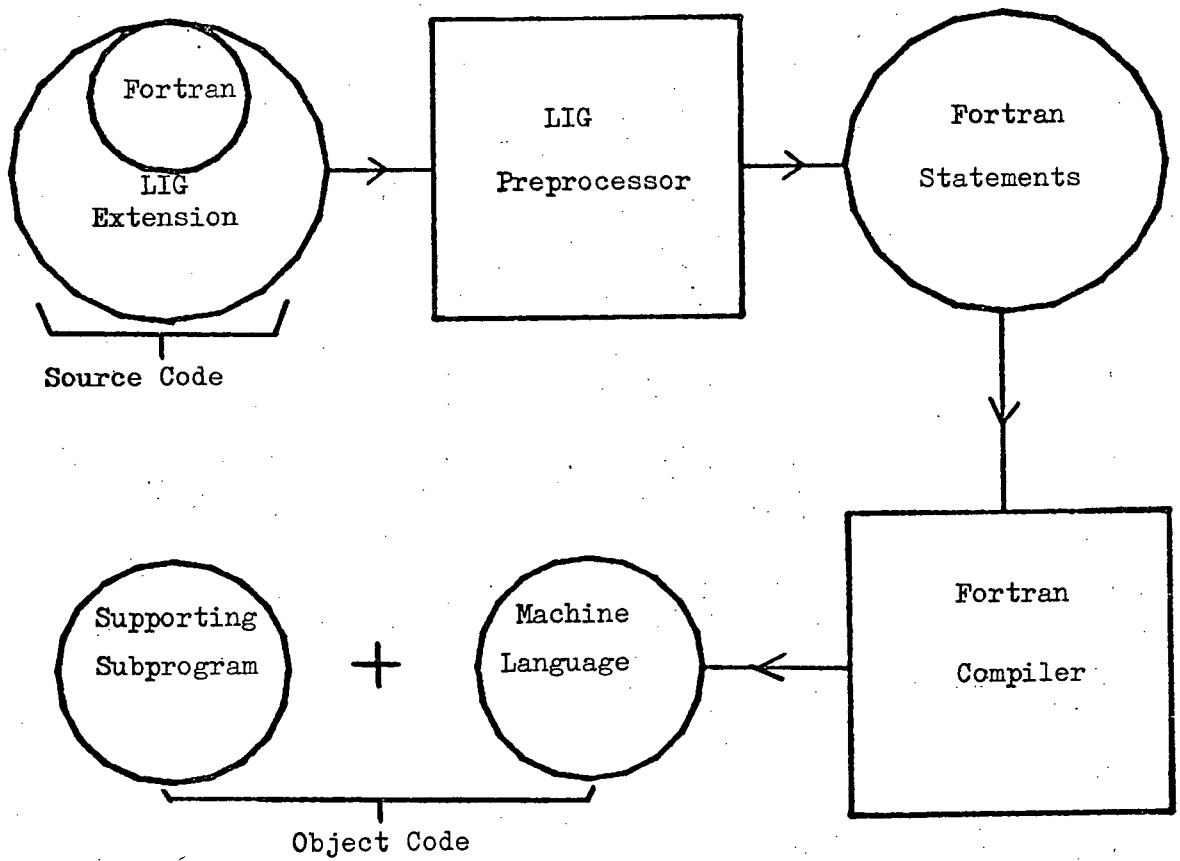 Fortran
LIG
Extension
Source Code
LIG
Preprocessor
Fortran
Statements
Fortran
Compiler
Machine
Language
Supporting
Subprogram
+
Object Code